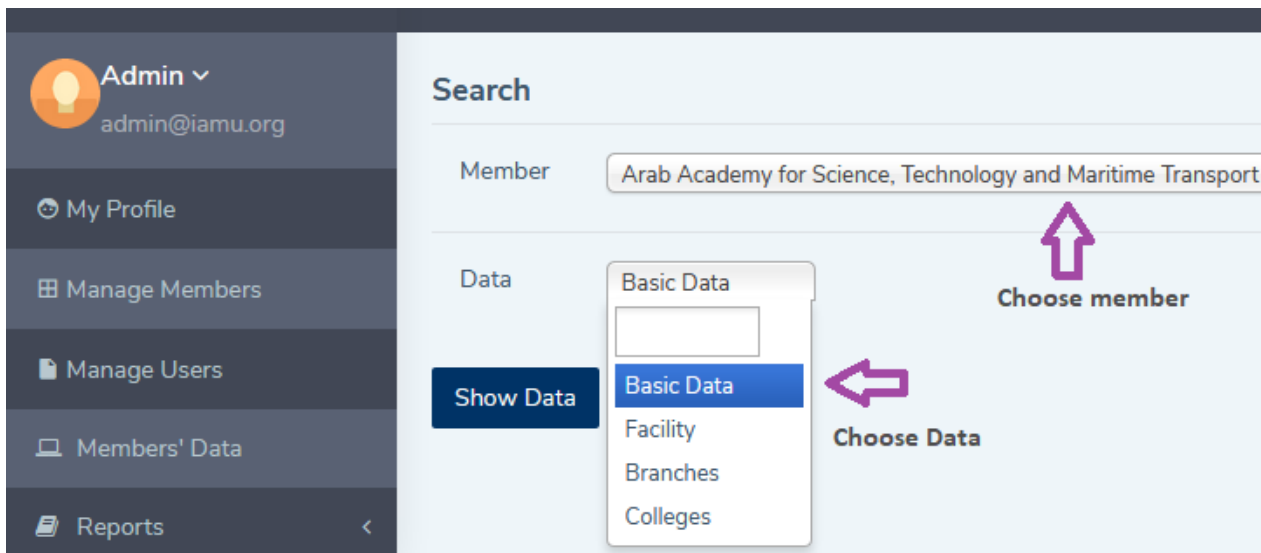 Admin
admin@iamu.org
My Profile
Manage Members
Manage Users
Members' Data
Reports
Search
Member
Arab Academy for Science, Technology and Maritime Transport
Choose member
Data
Basic Data
Basic Data
Facility
Branches
Colleges
Show Data
Choose Data